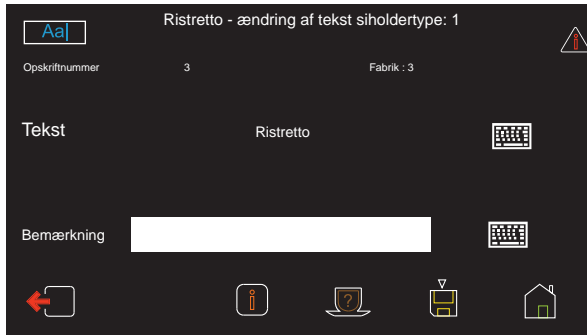 Aa
Ristretto - ændring af tekst siholdertype: 1
Opskriftnummer 3 Fabrik : 3
Tekst Ristretto
Bemærkning
i
?